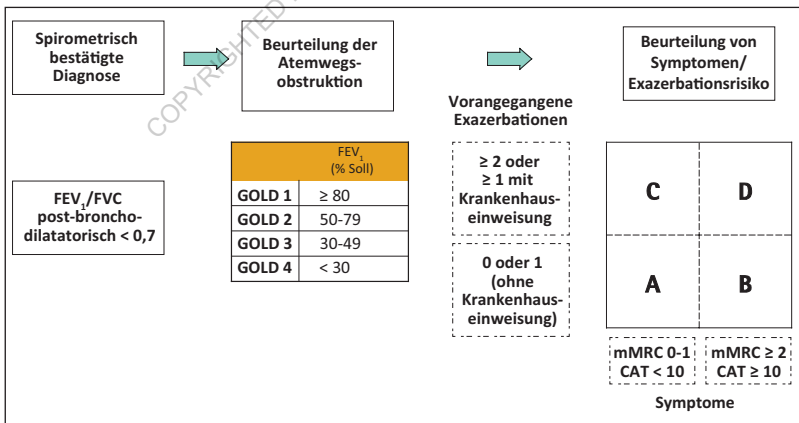 Spirometrisch
bestätigte
Diagnose
Beurteilung der
Atemwegs-
obstruktion
Beurteilung von
Symptomen/
Exazerbationsrisiko
COPYRIGHTED
Vorangegangene
Exazerbationen
FEV₁/FVC
post-broncho-
dilatatorisch < 0,7
FEV₁
(% Soll)
GOLD 1 ≥ 80
GOLD 2 50-79
GOLD 3 30-49
GOLD 4 < 30
≥ 2 oder
≥ 1 mit
Krankenhaus-
einweisung
0 oder 1
(ohne
Krankenhaus-
einweisung)
C D
A B
mMRC 0-1 mMRC ≥ 2
CAT < 10 CAT ≥ 10
Symptome